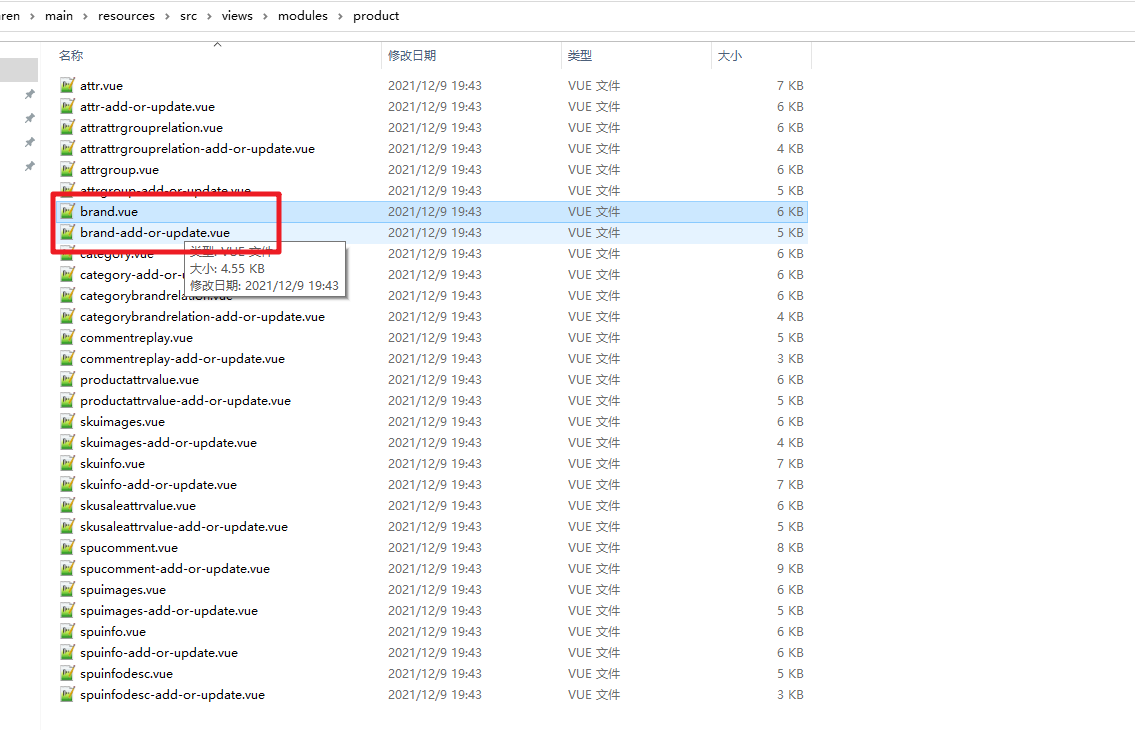 ren › main › resources › src › views › modules › product
名称 修改日期 类型 大小
attr.vue 2021/12/9 19:43 VUE 文件 7 KB
attr-add-or-update.vue 2021/12/9 19:43 VUE 文件 6 KB
attrattrgrouprelation.vue 2021/12/9 19:43 VUE 文件 6 KB
attrattrgrouprelation-add-or-update.vue 2021/12/9 19:43 VUE 文件 4 KB
attrgroup.vue 2021/12/9 19:43 VUE 文件 6 KB
attrgroup-add-or-update.vue 2021/12/9 19:43 VUE 文件 5 KB
brand.vue 2021/12/9 19:43 VUE 文件 6 KB
brand-add-or-update.vue 2021/12/9 19:43 VUE 文件 5 KB
category.vue 2021/12/9 19:43 VUE 文件 6 KB
类型: VUE 文件
大小: 4.55 KB
修改日期: 2021/12/9 19:43
category-add-or-u 2021/12/9 19:43 VUE 文件 5 KB
categorybrandrelation.vue 2021/12/9 19:43 VUE 文件 6 KB
categorybrandrelation-add-or-update.vue 2021/12/9 19:43 VUE 文件 4 KB
commentreplay.vue 2021/12/9 19:43 VUE 文件 5 KB
commentreplay-add-or-update.vue 2021/12/9 19:43 VUE 文件 3 KB
productattrvalue.vue 2021/12/9 19:43 VUE 文件 6 KB
productattrvalue-add-or-update.vue 2021/12/9 19:43 VUE 文件 5 KB
skuimages.vue 2021/12/9 19:43 VUE 文件 6 KB
skuimages-add-or-update.vue 2021/12/9 19:43 VUE 文件 4 KB
skuinfo.vue 2021/12/9 19:43 VUE 文件 7 KB
skuinfo-add-or-update.vue 2021/12/9 19:43 VUE 文件 7 KB
skusaleattrvalue.vue 2021/12/9 19:43 VUE 文件 6 KB
skusaleattrvalue-add-or-update.vue 2021/12/9 19:43 VUE 文件 5 KB
spucomment.vue 2021/12/9 19:43 VUE 文件 8 KB
spucomment-add-or-update.vue 2021/12/9 19:43 VUE 文件 9 KB
spuimages.vue 2021/12/9 19:43 VUE 文件 6 KB
spuimages-add-or-update.vue 2021/12/9 19:43 VUE 文件 5 KB
spuinfo.vue 2021/12/9 19:43 VUE 文件 6 KB
spuinfo-add-or-update.vue 2021/12/9 19:43 VUE 文件 6 KB
spuinfodesc.vue 2021/12/9 19:43 VUE 文件 5 KB
spuinfodesc-add-or-update.vue 2021/12/9 19:43 VUE 文件 3 KB